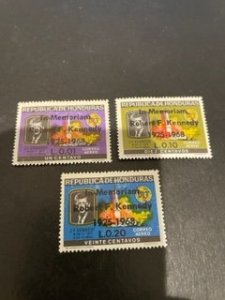 REPUBLICA DE HONDURAS
In Memoriam
Robert F. Kennedy
1925-1968
L.0.01
CORREO
AEREO
UN CENTAVO
REPUBLICA DE HONDURAS
In Memoriam
Robert F. Kennedy
1925-1968
L.0.10
CORREO
AEREO
DIEZ CENTAVOS
REPUBLICA DE HONDURAS
In Memoriam
Kennedy
1925-1968
L.0.20
CORREO
AEREO
VEINTE CENTAVOS